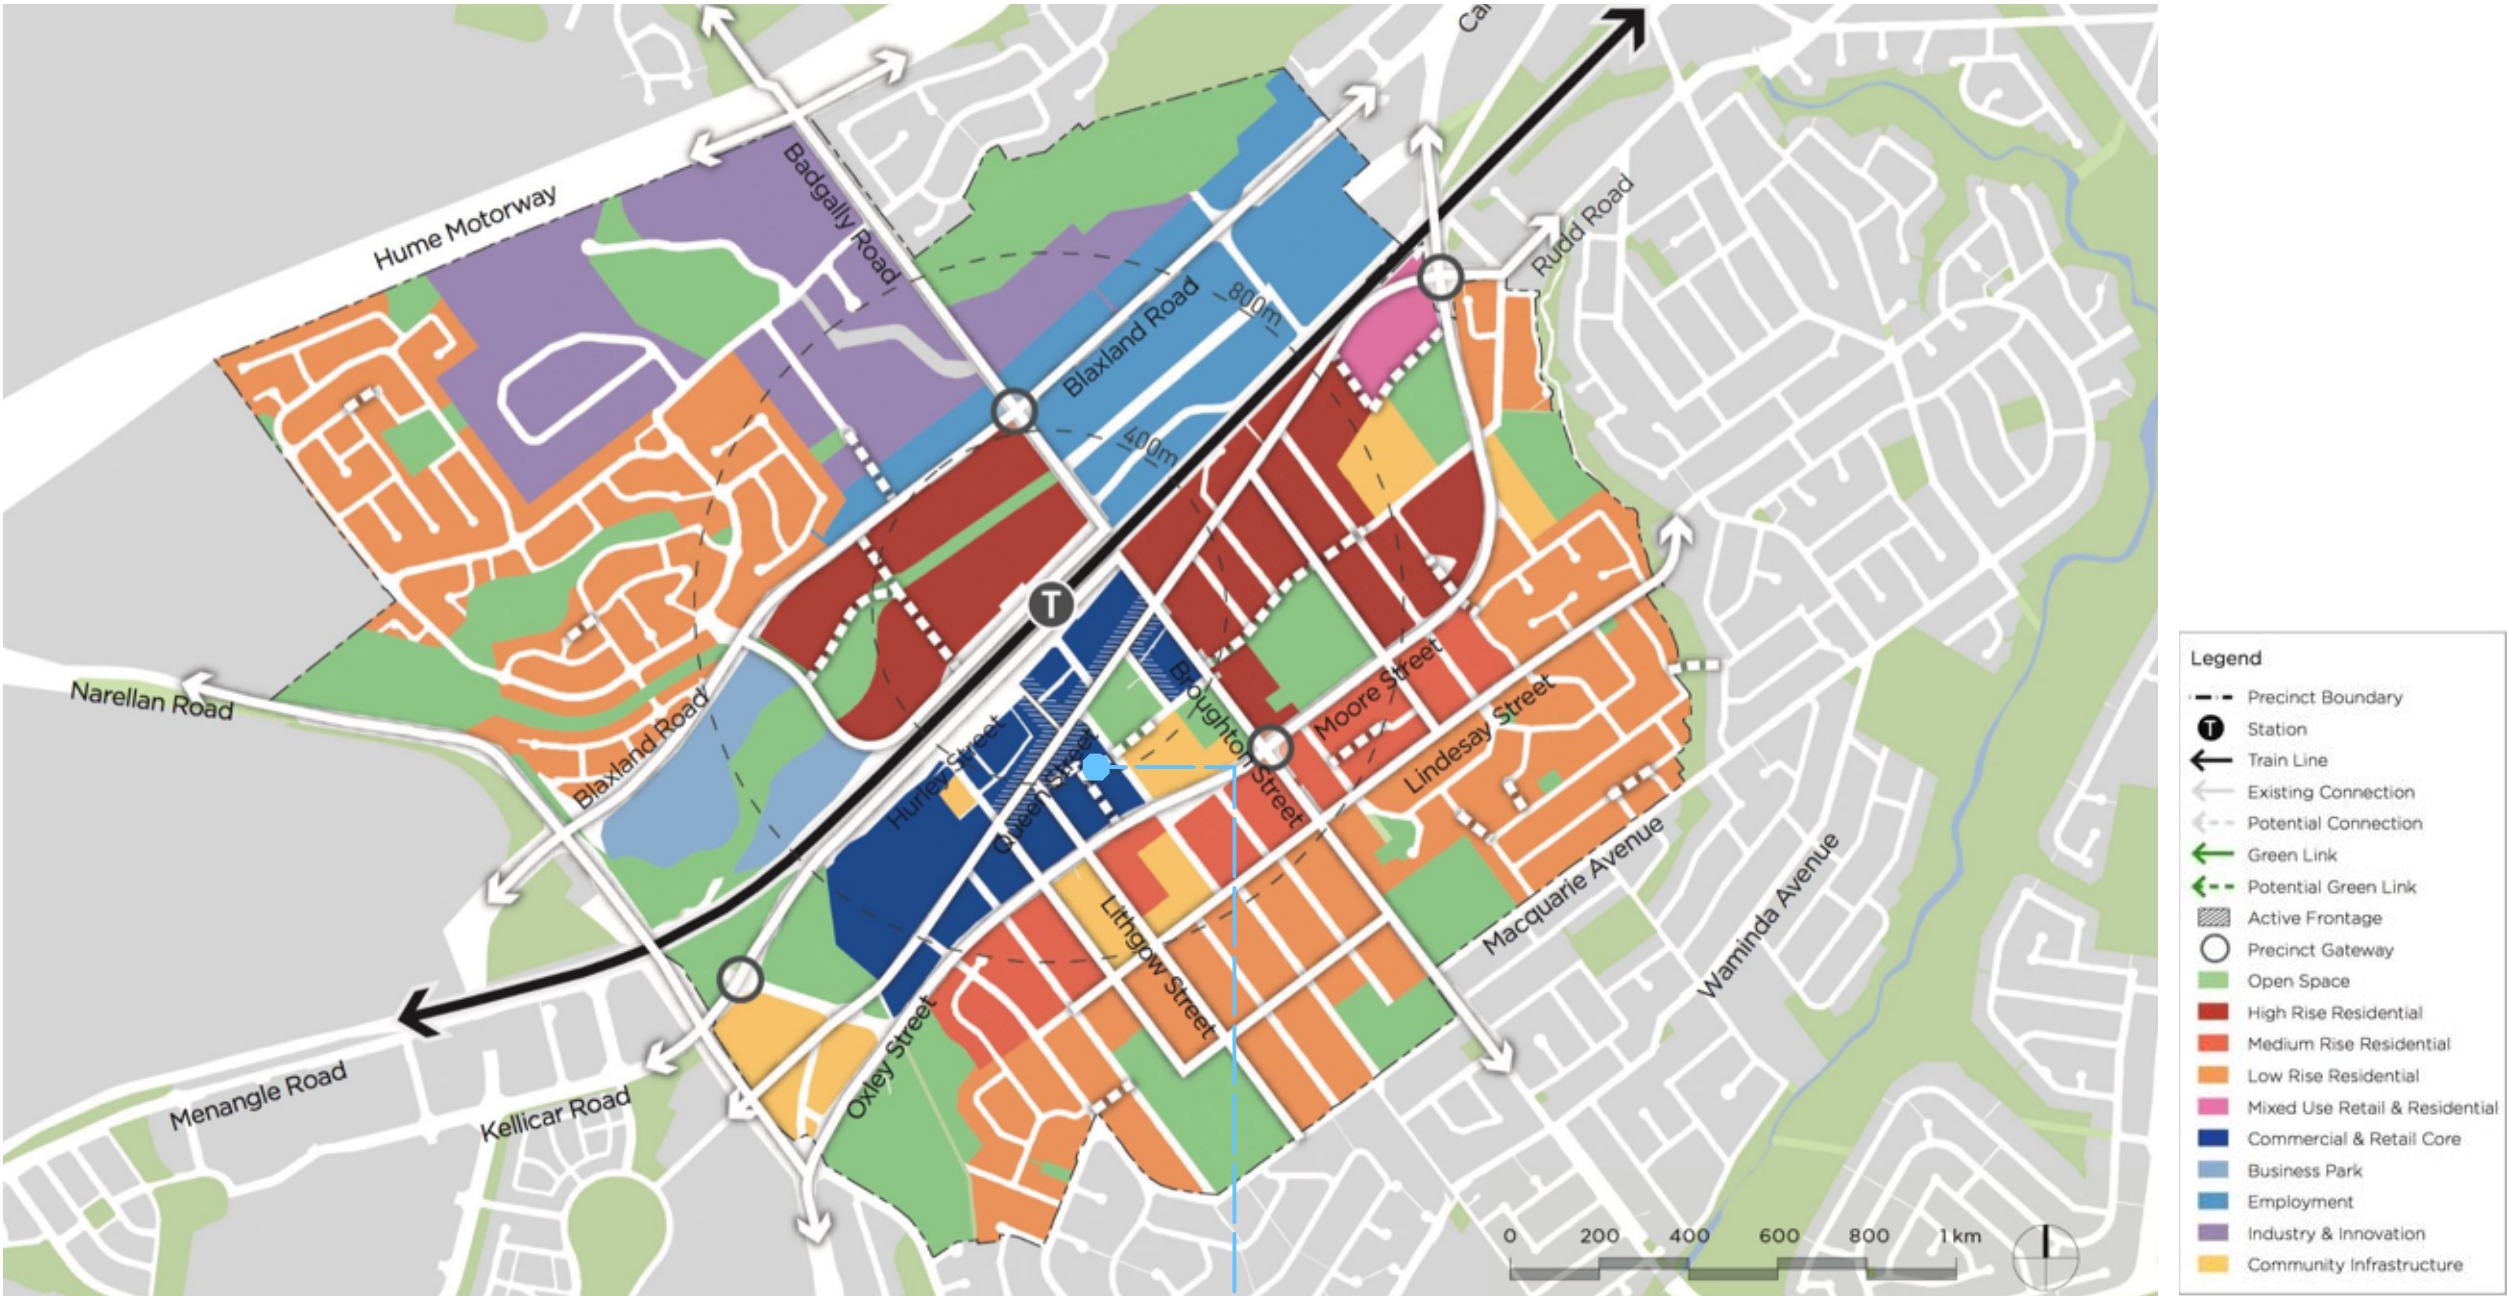 Car
Hume Motorway
Badgally Road
Rudd Road
Blaxland Road
800m
400m
T
Narellan Road
Blaxland Road
Hurley Street
Queen Street
Broughton Street
Moore Street
Lindesay Street
Macquarie Avenue
Waminda Avenue
Lithgow Street
Oxley Street
Menangle Road
Kellicar Road
0 200 400 600 800 1 km
Legend
Precinct Boundary
T Station
Train Line
Existing Connection
Potential Connection
Green Link
Potential Green Link
Active Frontage
Precinct Gateway
Open Space
High Rise Residential
Medium Rise Residential
Low Rise Residential
Mixed Use Retail & Residential
Commercial & Retail Core
Business Park
Employment
Industry & Innovation
Community Infrastructure